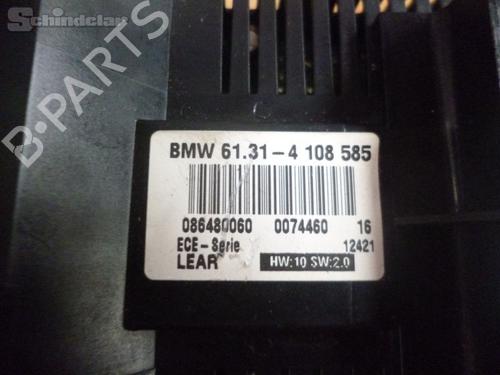 Schindelar
B-PARTS
BMW 61.31-4 108 585
086480060 0074460 16
ECE-Serie 12421
LEAR HW:10 SW:2.0